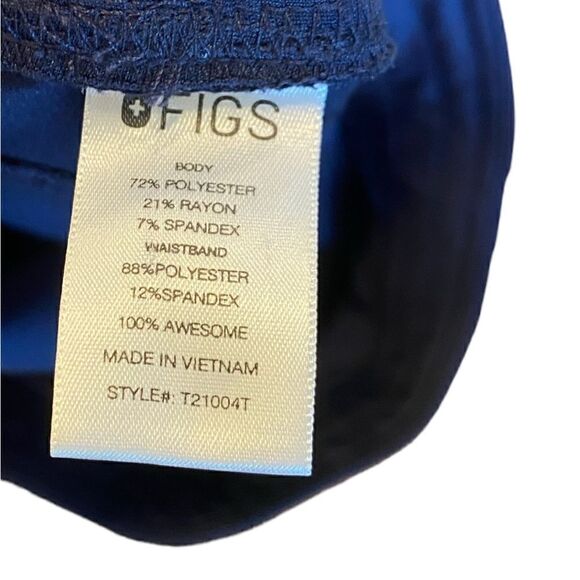 FIGS
BODY
72% POLYESTER
21% RAYON
7% SPANDEX
WAISTBAND
88%POLYESTER
12%SPANDEX
100% AWESOME
MADE IN VIETNAM
STYLE#: T21004T